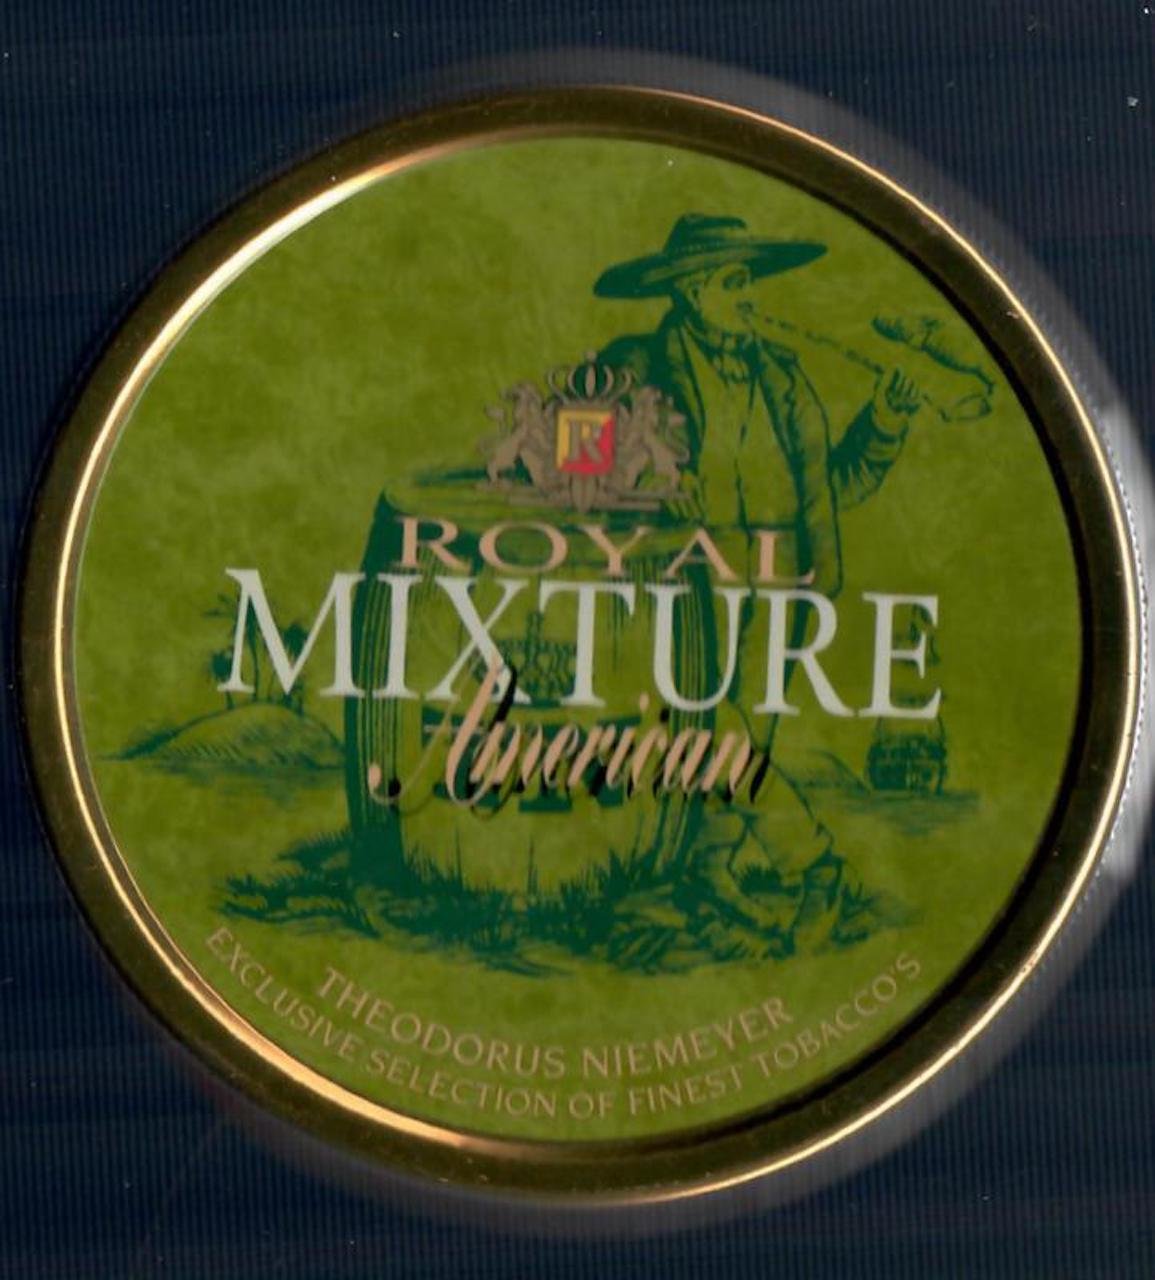 R
ROYAL
MIXTURE
American
THEODORUS NIEMEYER
EXCLUSIVE SELECTION OF FINEST TOBACCO'S